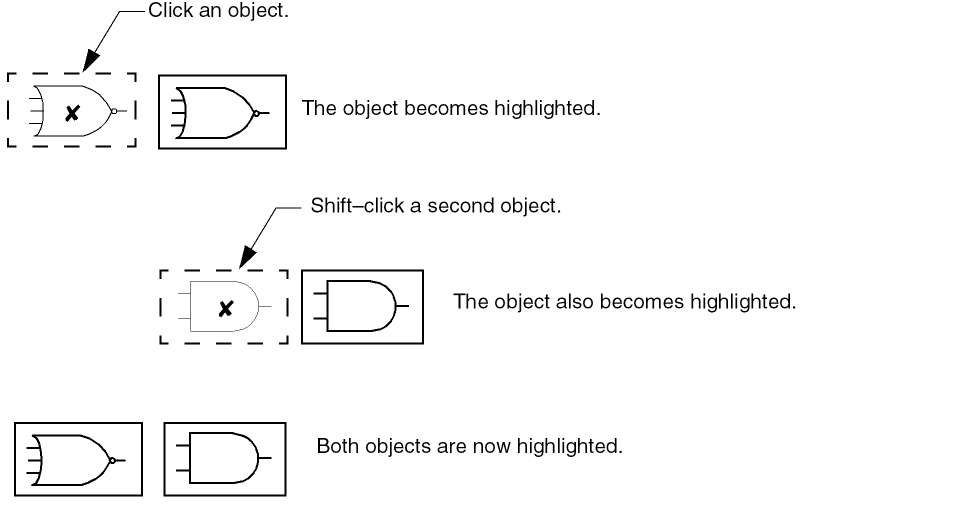 Click an object.
The object becomes highlighted.
Shift–click a second object.
The object also becomes highlighted.
Both objects are now highlighted.